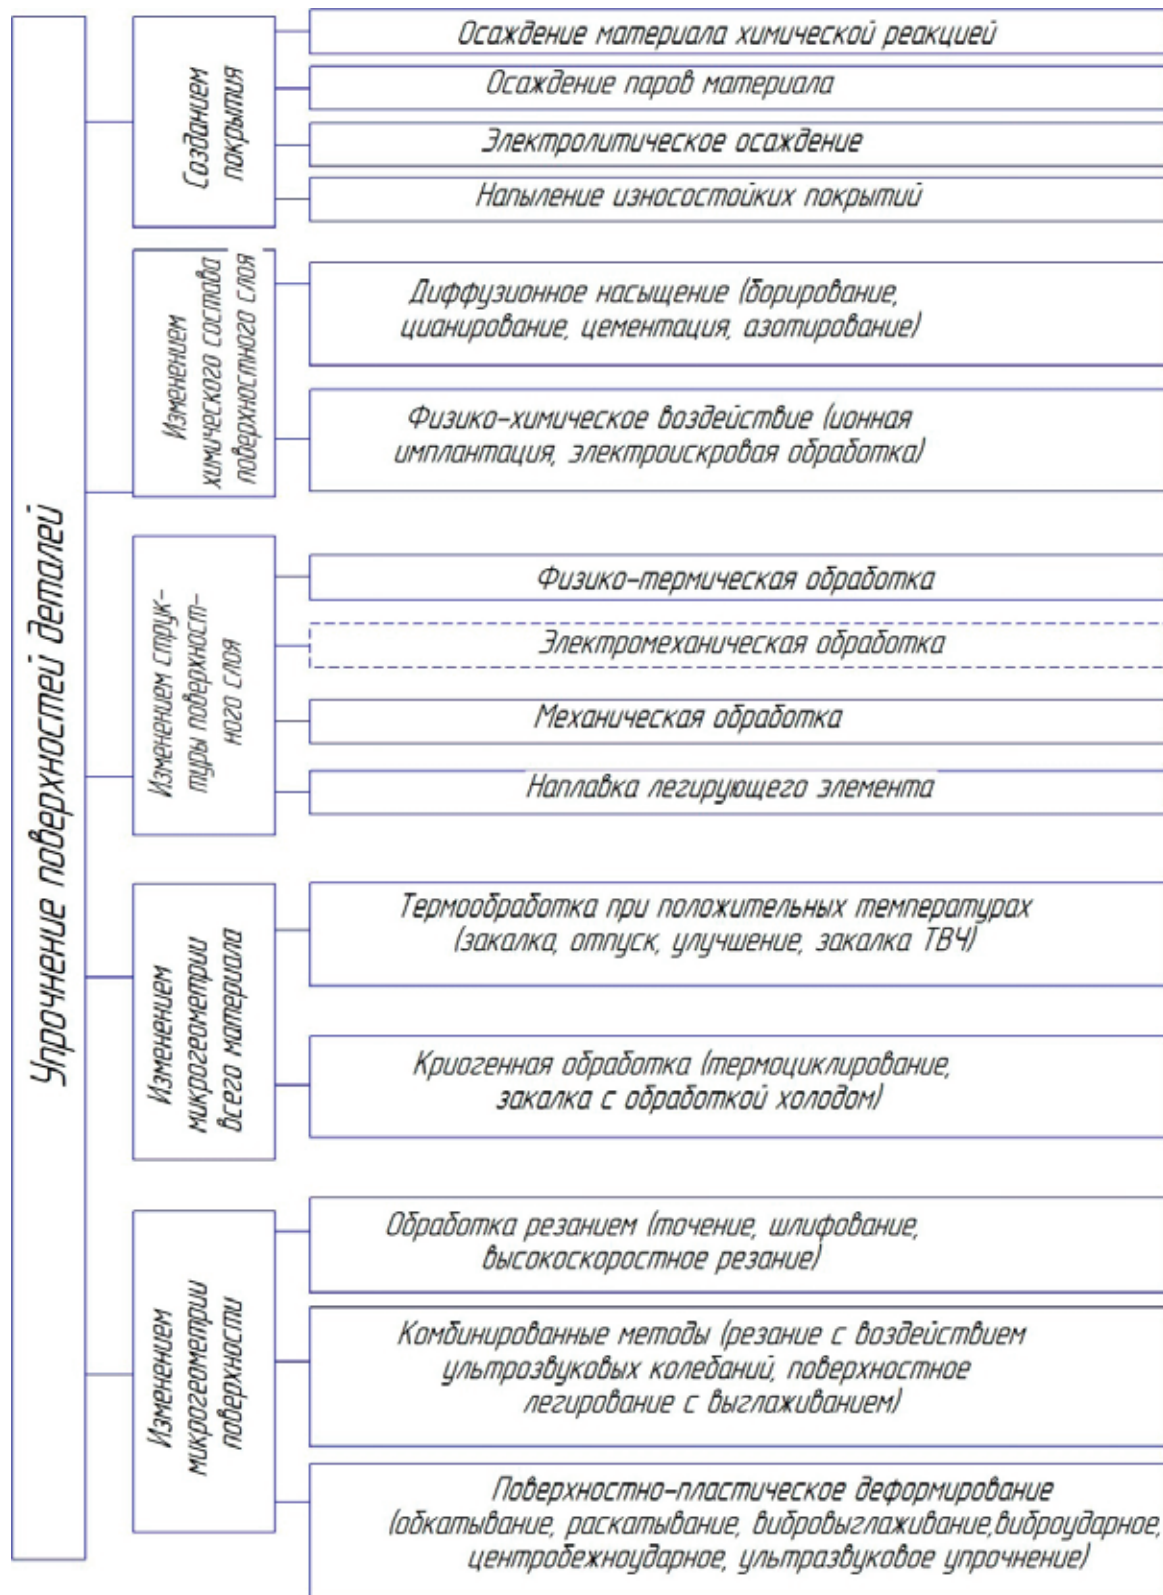 Упрочнение поверхностей деталей
Созданием
покрытия
Осаждение материала химической реакцией
Осаждение паров материала
Электролитическое осаждение
Напыление износостойких покрытий
Изменением
химического состава
поверхностного слоя
Диффузионное насыщение (борирование,
цианирование, цементация, азотирование)
Физико-химическое воздействие (ионная
имплантация, электроискровая обработка)
Изменением струк-
туры поверхност-
ного слоя
Физико-термическая обработка
Электромеханическая обработка
Механическая обработка
Наплавка легирующего элемента
Изменением
микрогеометрии
всего материала
Термообработка при положительных температурах
(закалка, отпуск, улучшение, закалка ТВЧ)
Криогенная обработка (термоциклирование,
закалка с обработкой холодом)
Изменением
микрогеометрии
поверхности
Обработка резанием (точение, шлифование,
высокоскоростное резание)
Комбинированные методы (резание с воздействием
ультрозвуковых колебаний, поверхностное
легирование с выглаживанием)
Поверхностно-пластическое деформирование
(обкатывание, раскатывание, вибровыглаживание,виброударное,
центробежноударное, ультразвуковое упрочнение)